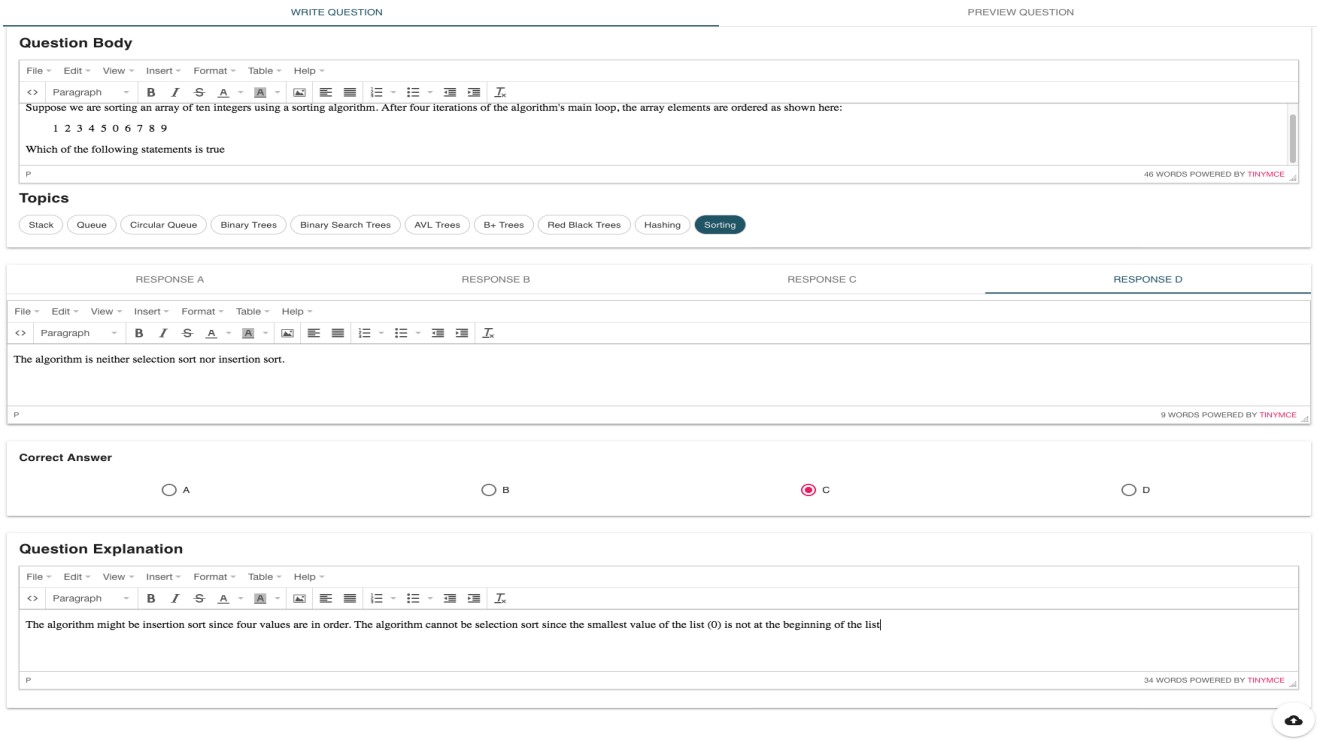 WRITE QUESTION PREVIEW QUESTION
Question Body
File Edit View Insert Format Table Help
<> Paragraph B I S A A
Suppose we are sorting an array of ten integers using a sorting algorithm. After four iterations of the algorithm's main loop, the array elements are ordered as shown here:
1 2 3 4 5 0 6 7 8 9
Which of the following statements is true
P 46 WORDS POWERED BY TINYMCE
Topics
Stack Queue Circular Queue Binary Trees Binary Search Trees AVL Trees B+ Trees Red Black Trees Hashing Sorting
RESPONSE A RESPONSE B RESPONSE C RESPONSE D
File Edit View Insert Format Table Help
<> Paragraph B I S A A
The algorithm is neither selection sort nor insertion sort.
P 9 WORDS POWERED BY TINYMCE
Correct Answer
A B C D
Question Explanation
File Edit View Insert Format Table Help
<> Paragraph B I S A A
The algorithm might be insertion sort since four values are in order. The algorithm cannot be selection sort since the smallest value of the list (0) is not at the beginning of the list
P 34 WORDS POWERED BY TINYMCE